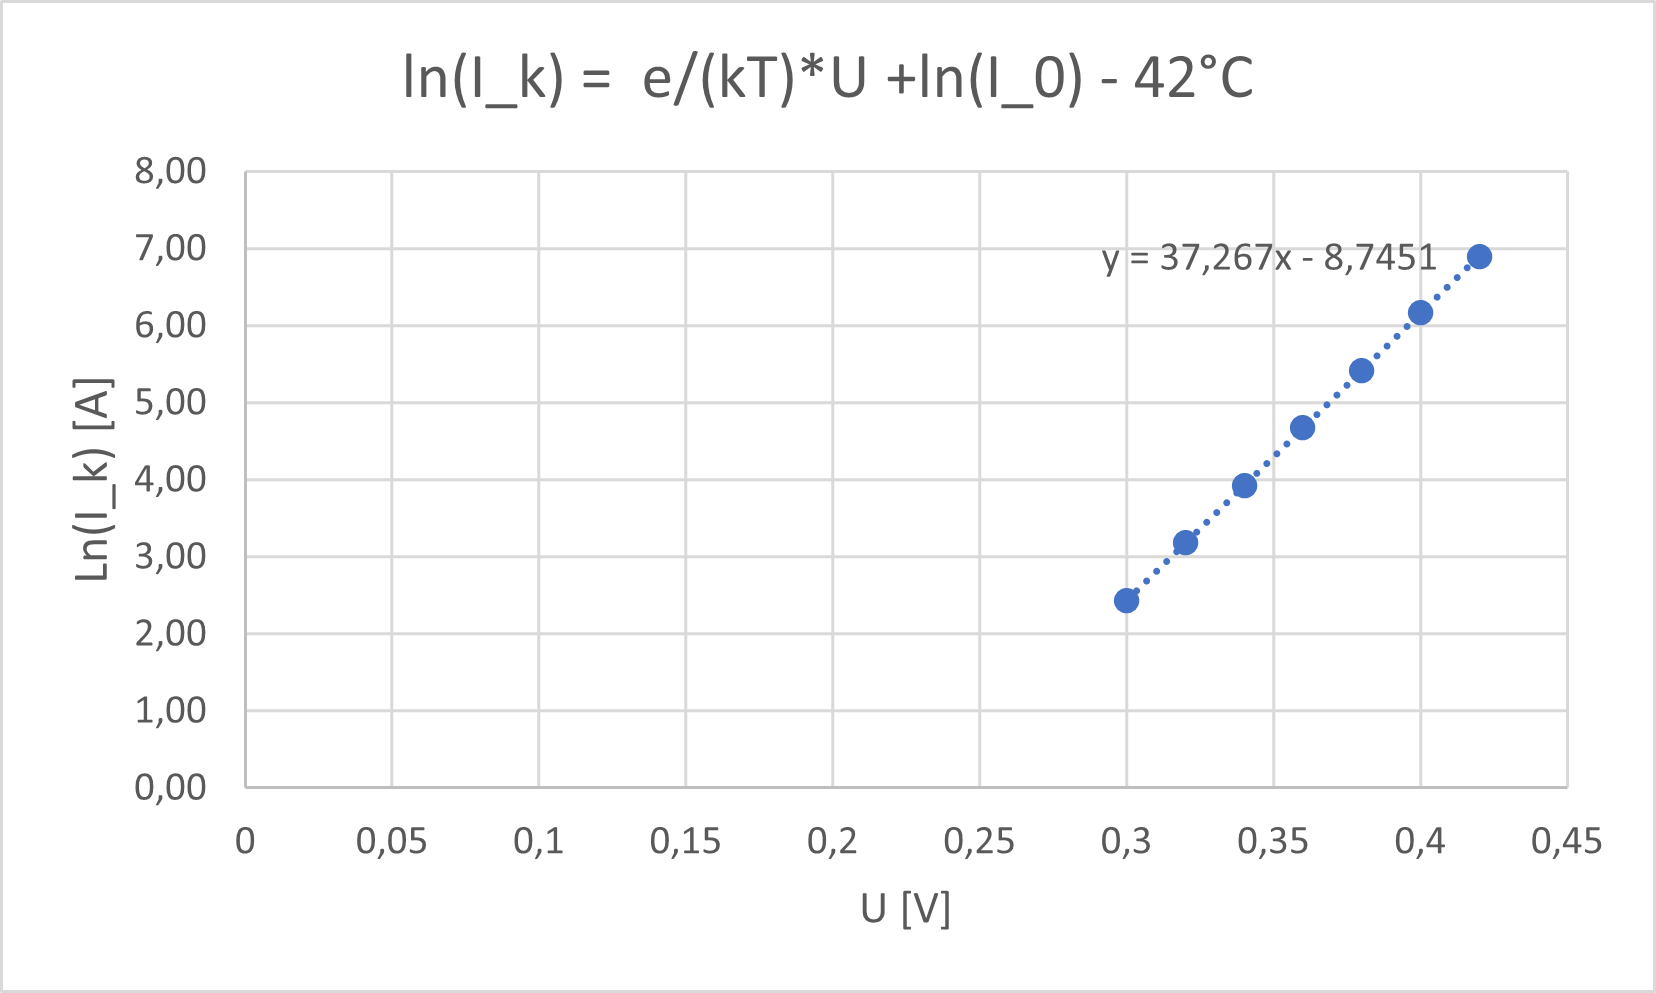 ln(I_k) =  e/(kT)*U +ln(I_0) - 42°C
8,00
7,00
6,00
5,00
4,00
3,00
2,00
1,00
0,00
Ln(I_k) [A]
y = 37,267x - 8,7451
0 0,05 0,1 0,15 0,2 0,25 0,3 0,35 0,4 0,45
U [V]